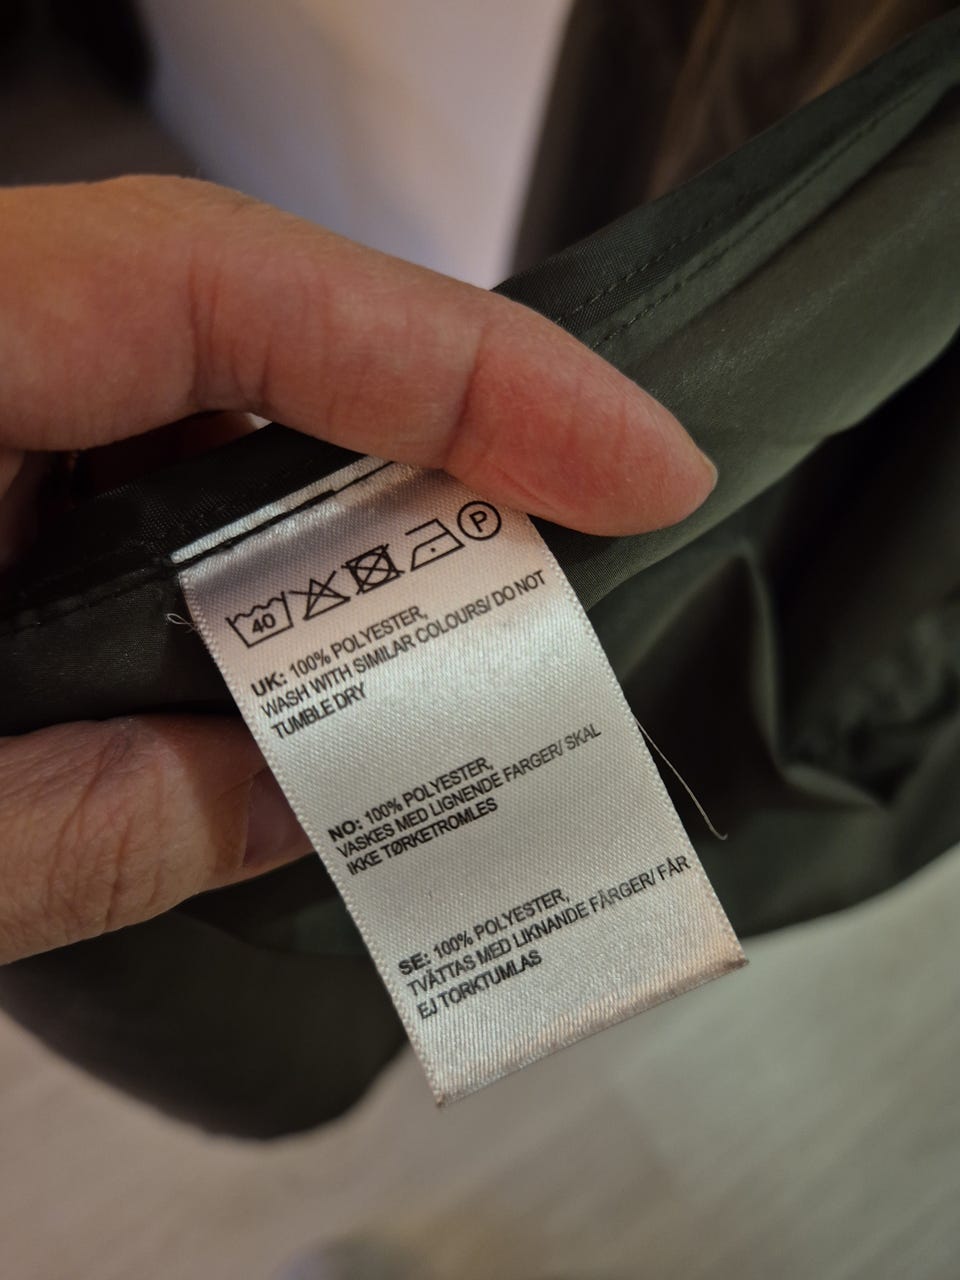 40 P
UK: 100% POLYESTER,
WASH WITH SIMILAR COLOURS/ DO NOT
TUMBLE DRY
NO: 100% POLYESTER,
VASKES MED LIGNENDE FARGER/ SKAL
IKKE TØRKETROMLES
SE: 100% POLYESTER,
TVÄTTAS MED LIKNANDE FÄRGER/ FÅR
EJ TORKTUMLAS